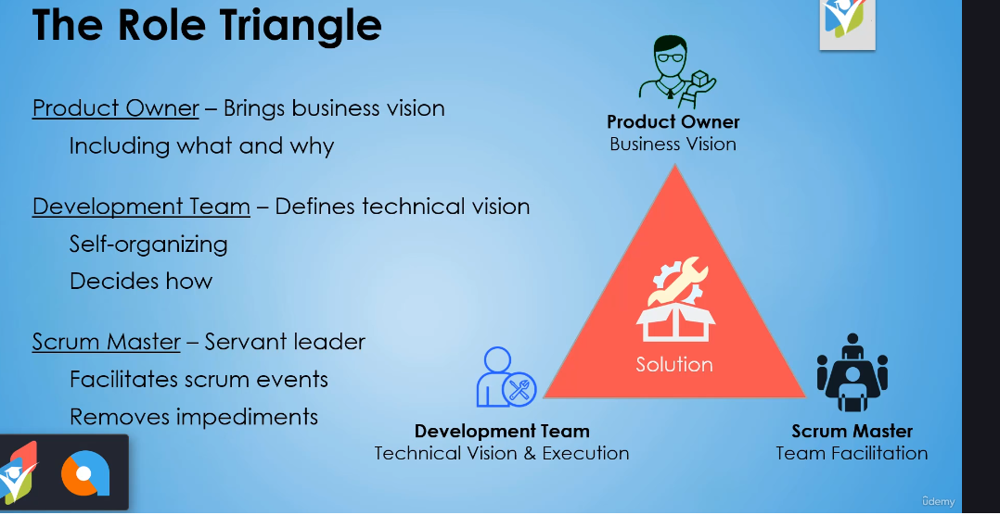 The Role Triangle
Product Owner – Brings business vision
Including what and why
Development Team – Defines technical vision
Self-organizing
Decides how
Scrum Master – Servant leader
Facilitates scrum events
Removes impediments
Product Owner
Business Vision
Solution
Development Team
Technical Vision & Execution
Scrum Master
Team Facilitation
ûdemy